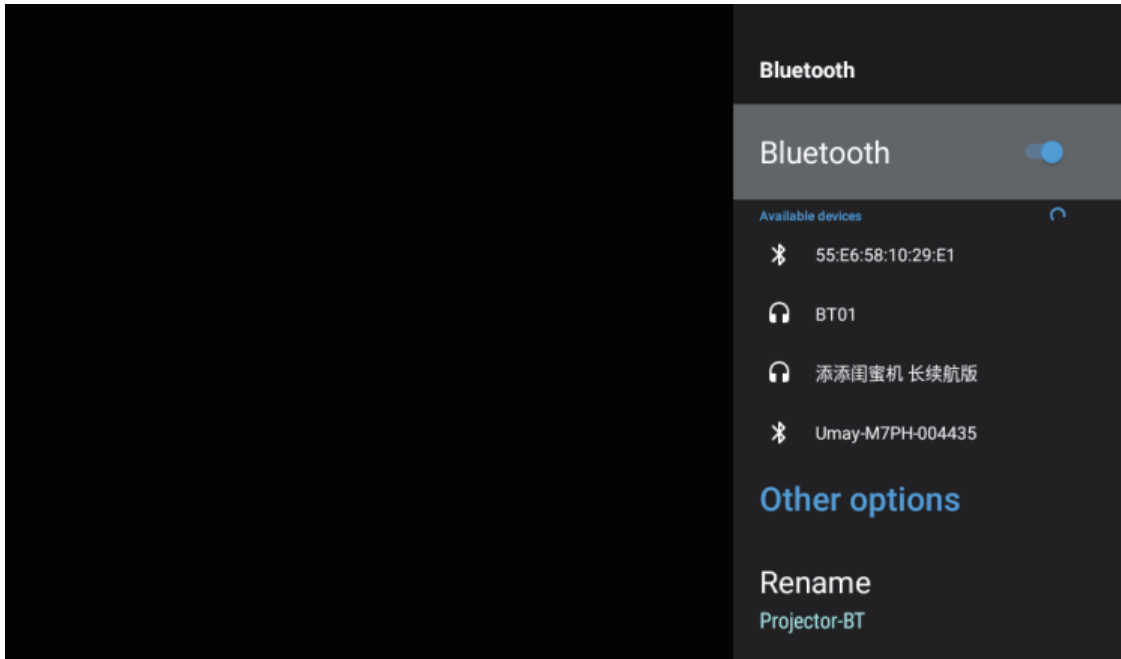 Bluetooth
Bluetooth
Available devices
55:E6:58:10:29:E1
BT01
添添闺蜜机 长续航版
Umay-M7PH-004435
Other options
Rename
Projector-BT